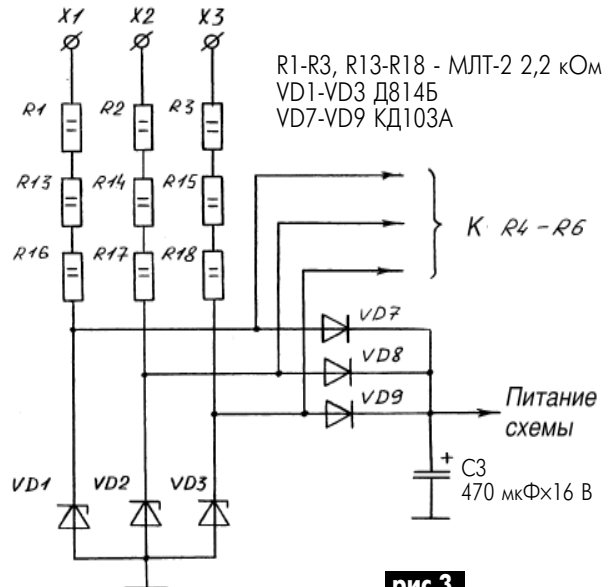 X1 X2 X3
R1-R3, R13-R18 - МЛТ-2 2,2 кОм
VD1-VD3 Д814Б
VD7-VD9 КД103А
R1 R2 R3
R13 R14 R15
R16 R17 R18
К R4 – R6
VD7
VD8
VD9
Питание
схемы
VD1 VD2 VD3
+ C3
470 мкФ×16 В
рис.3